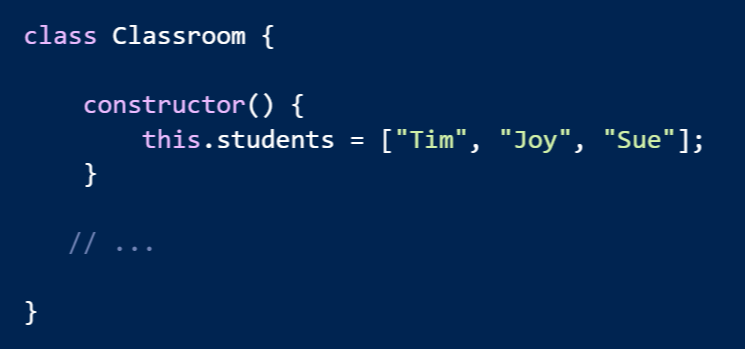 class Classroom {
constructor() {
this.students = ["Tim", "Joy", "Sue"];
}
// ...
}